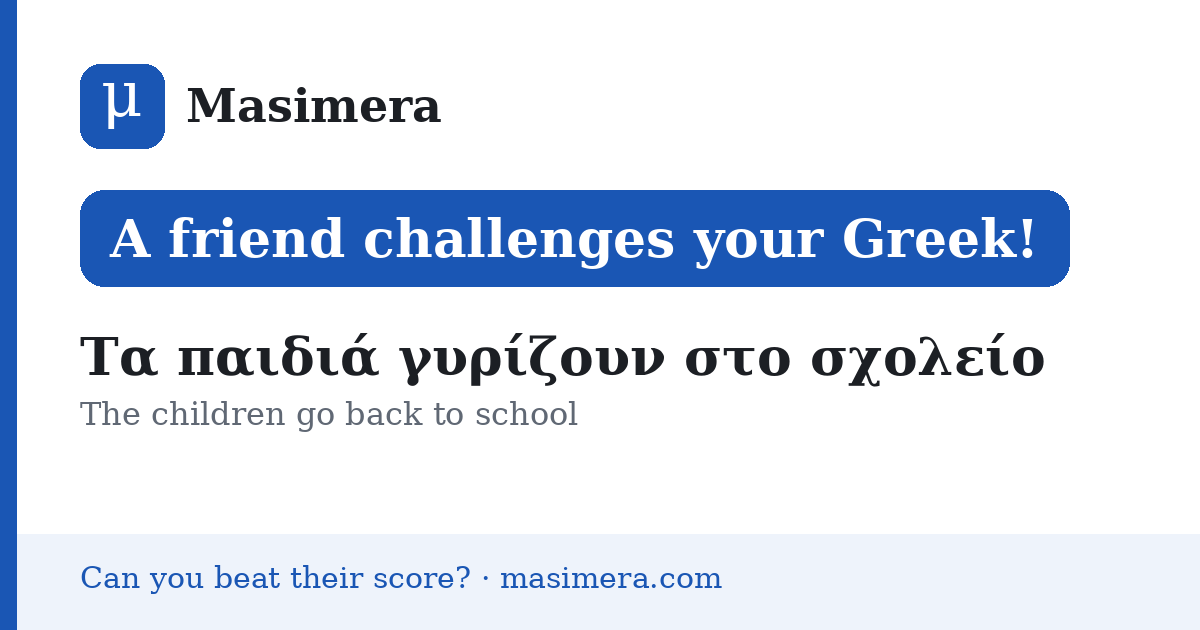 μ Masimera
A friend challenges your Greek!
Τα παιδιά γυρίζουν στο σχολείο
The children go back to school
Can you beat their score? · masimera.com